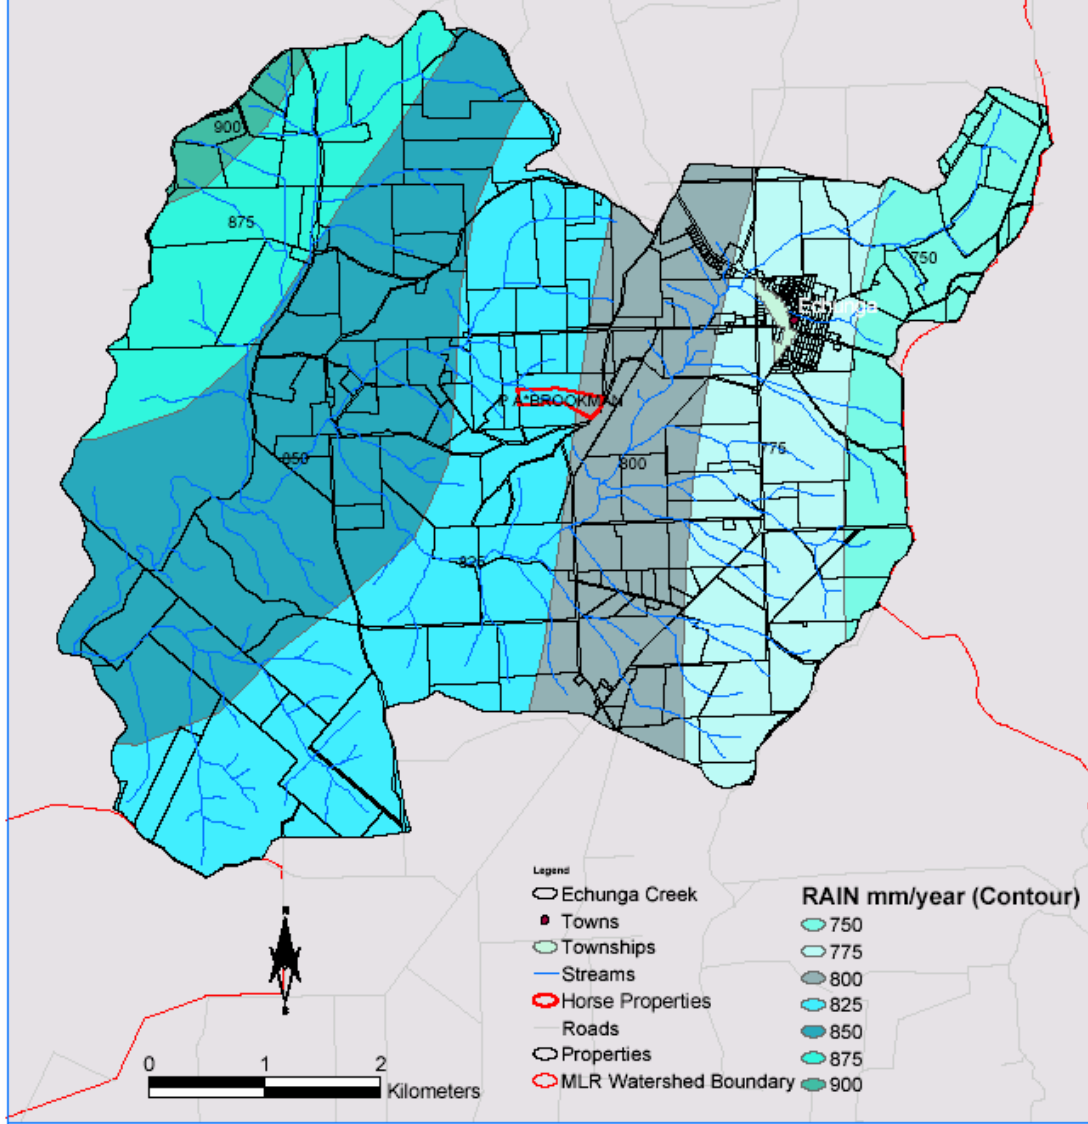 900
875
750
Echunga
P A*BROOKMAN
850
800
775
825
Legend
Echunga Creek
Towns
Townships
Streams
Horse Properties
Roads
Properties
MLR Watershed Boundary
RAIN mm/year (Contour)
750
775
800
825
850
875
900
0 1 2
Kilometers